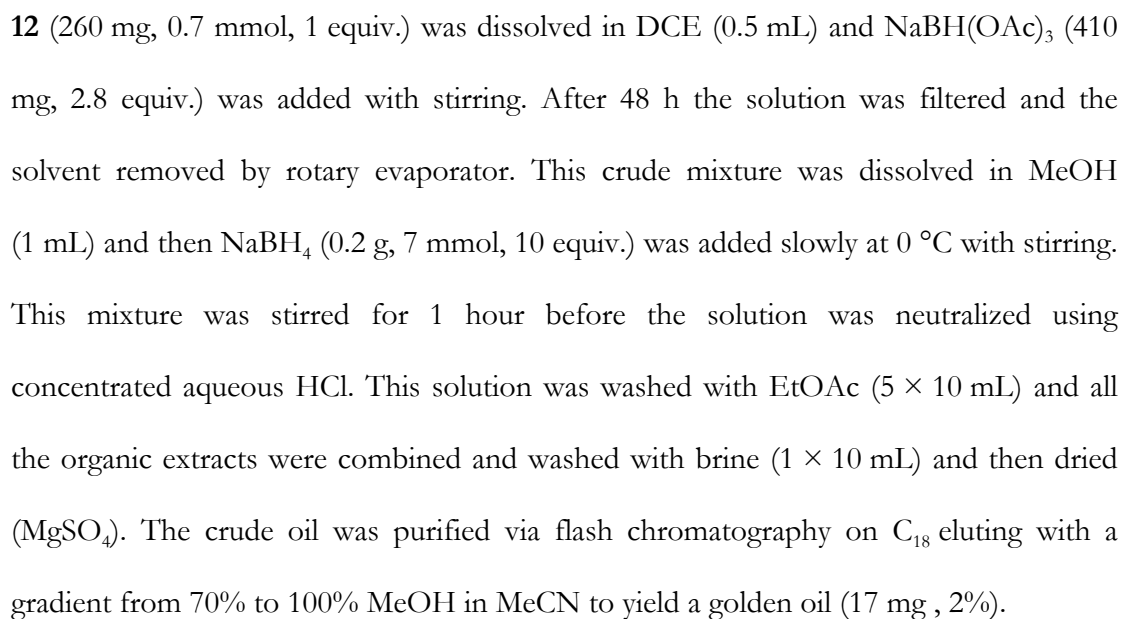 12 (260 mg, 0.7 mmol, 1 equiv.) was dissolved in DCE (0.5 mL) and NaBH(OAc)₃ (410
mg, 2.8 equiv.) was added with stirring. After 48 h the solution was filtered and the
solvent removed by rotary evaporator. This crude mixture was dissolved in MeOH
(1 mL) and then NaBH₄ (0.2 g, 7 mmol, 10 equiv.) was added slowly at 0 °C with stirring.
This mixture was stirred for 1 hour before the solution was neutralized using
concentrated aqueous HCl. This solution was washed with EtOAc (5 × 10 mL) and all
the organic extracts were combined and washed with brine (1 × 10 mL) and then dried
(MgSO₄). The crude oil was purified via flash chromatography on C₁₈ eluting with a
gradient from 70% to 100% MeOH in MeCN to yield a golden oil (17 mg , 2%).